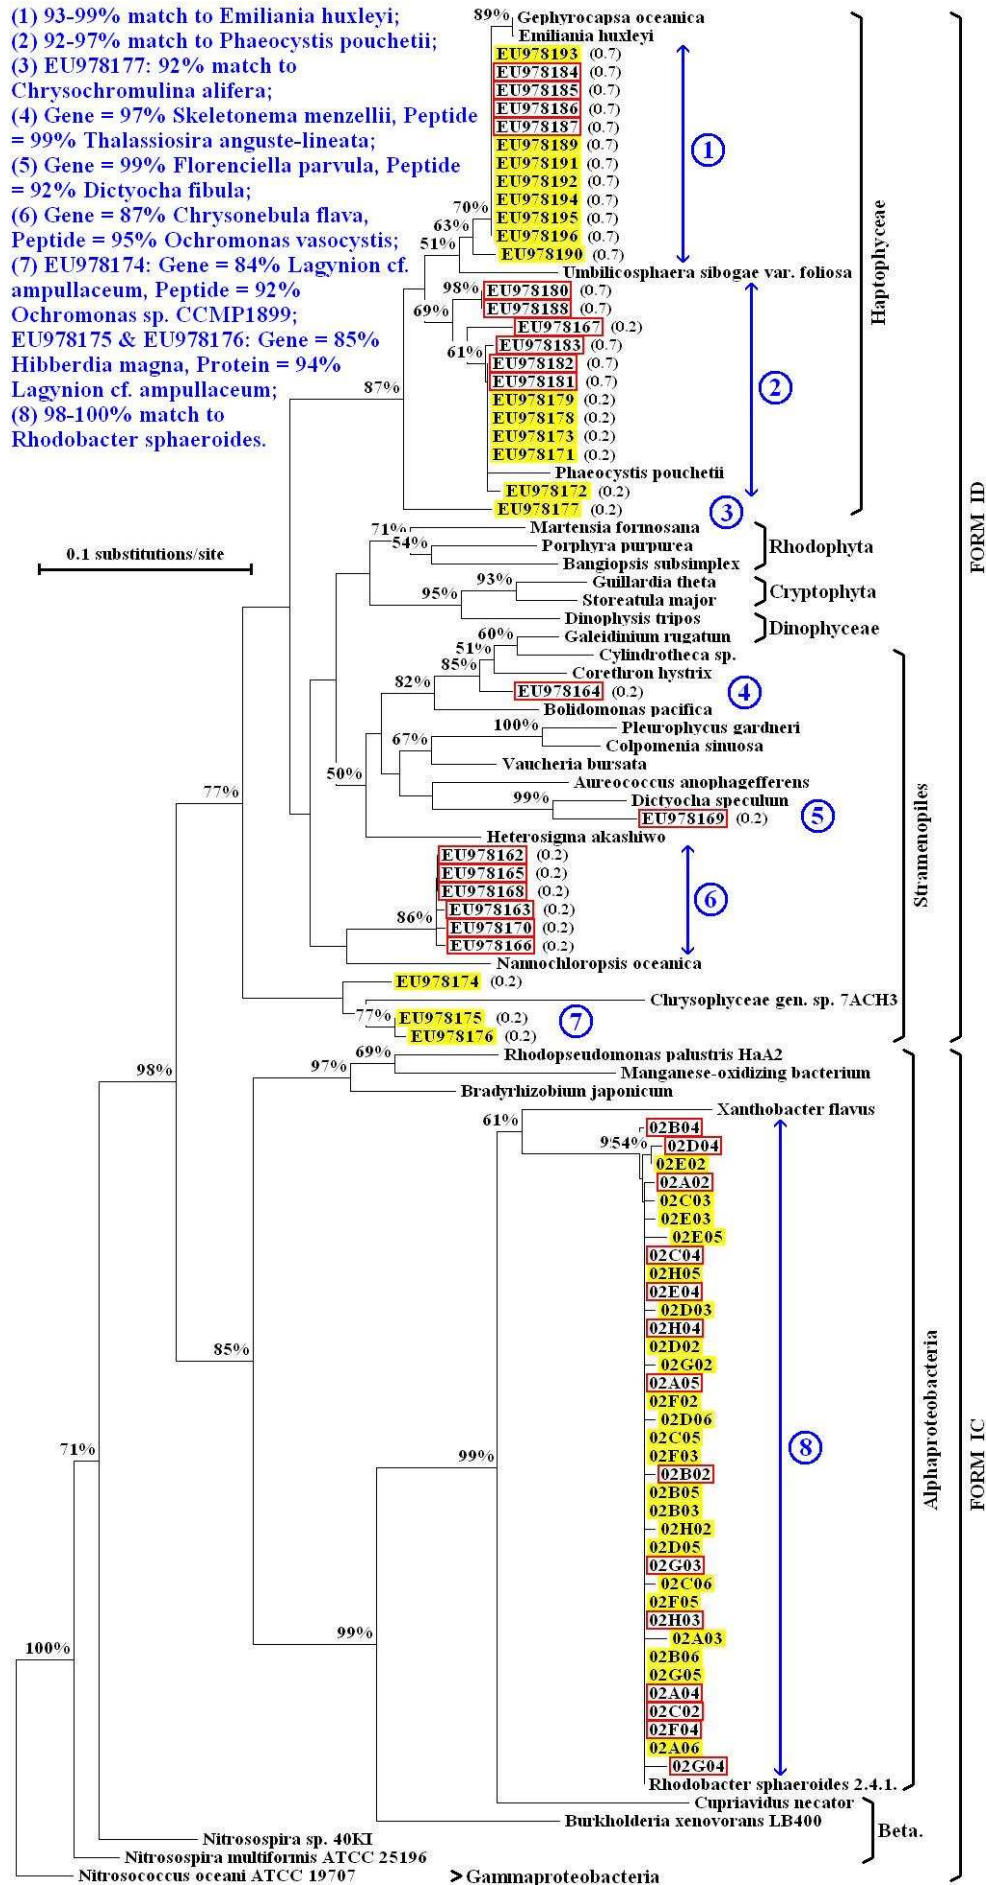 (1) 93-99% match to Emiliania huxleyi;
(2) 92-97% match to Phaeocystis pouchetii;
(3) EU978177: 92% match to
Chrysochromulina alifera;
(4) Gene = 97% Skeletonema menzellii, Peptide
= 99% Thalassiosira anguste-lineata;
(5) Gene = 99% Florenciella parvula, Peptide
= 92% Dictyocha fibula;
(6) Gene = 87% Chrysonebula flava,
Peptide = 95% Ochromonas vasocystis;
(7) EU978174: Gene = 84% Lagynion cf.
ampullaceum, Peptide = 92%
Ochromonas sp. CCMP1899;
EU978175 & EU978176: Gene = 85%
Hibberdia magna, Protein = 94%
Lagynion cf. ampullaceum;
(8) 98-100% match to
Rhodobacter sphaeroides.
0.1 substitutions/site
89% Gephyrocapsa oceanica
Emiliania huxleyi
EU978193 (0.7)
EU978184 (0.7)
EU978185 (0.7)
EU978186 (0.7)
EU978187 (0.7)
EU978189 (0.7)
1
EU978191 (0.7)
EU978192 (0.7)
EU978194 (0.7)
70% EU978195 (0.7)
63% EU978196 (0.7)
51% EU978190 (0.7)
Umbilicosphaera sibogae var. foliosa
98% EU978180 (0.7)
69% EU978188 (0.7)
EU978167 (0.2)
61% EU978183 (0.7)
EU978182 (0.7)
87% EU978181 (0.7)
2
EU978179 (0.2)
EU978178 (0.2)
EU978173 (0.2)
EU978171 (0.2)
Phaeocystis pouchetii
EU978172 (0.2)
EU978177 (0.2)
3
Haptophyceae
71% Martensia formosana
54% Porphyra purpurea
Bangiopsis subsimplex
Rhodophyta
93% Guillardia theta
95% Storeatula major
Cryptophyta
Dinophysis tripos
Dinophyceae
60% Galeidinium rugatum
51% Cylindrotheca sp.
85% Corethron hystrix
82% EU978164 (0.2)
4
Bolidomonas pacifica
100% Pleurophycus gardneri
67% Colpomenia sinuosa
Vaucheria bursata
50% Aureococcus anophagefferens
77%
99% Dictyocha speculum
EU978169 (0.2)
5
Heterosigma akashiwo
EU978162 (0.2)
EU978165 (0.2)
EU978168 (0.2)
6
EU978163 (0.2)
86% EU978170 (0.2)
EU978166 (0.2)
Nannochloropsis oceanica
EU978174 (0.2)
Chrysophyceae gen. sp. 7ACH3
77% EU978175 (0.2)
EU978176 (0.2)
7
Stramenopiles
FORM ID
98%
69% Rhodopseudomonas palustris HaA2
97% Manganese-oxidizing bacterium
Bradyrhizobium japonicum
61% Xanthobacter flavus
02B04
54% 02D04
02E02
02A02
02C03
02E03
02E05
02C04
02H05
02E04
02D03
02H04
02D02
85% 02G02
02A05
02F02
02D06
02C05
71% 99% 02F03
8
02B02
02B05
02B03
02H02
02D05
02G03
02C06
02F05
02H03
99% 02A03
100% 02B06
02G05
02A04
02C02
02F04
02A06
02G04
Rhodobacter sphaeroides 2.4.1.
Alphaproteobacteria
Cupriavidus necator
Burkholderia xenovorans LB400
Beta.
Nitrosospira sp. 40KI
Nitrosospira multiformis ATCC 25196
Nitrosococcus oceani ATCC 19707 > Gammaproteobacteria
FORM IC